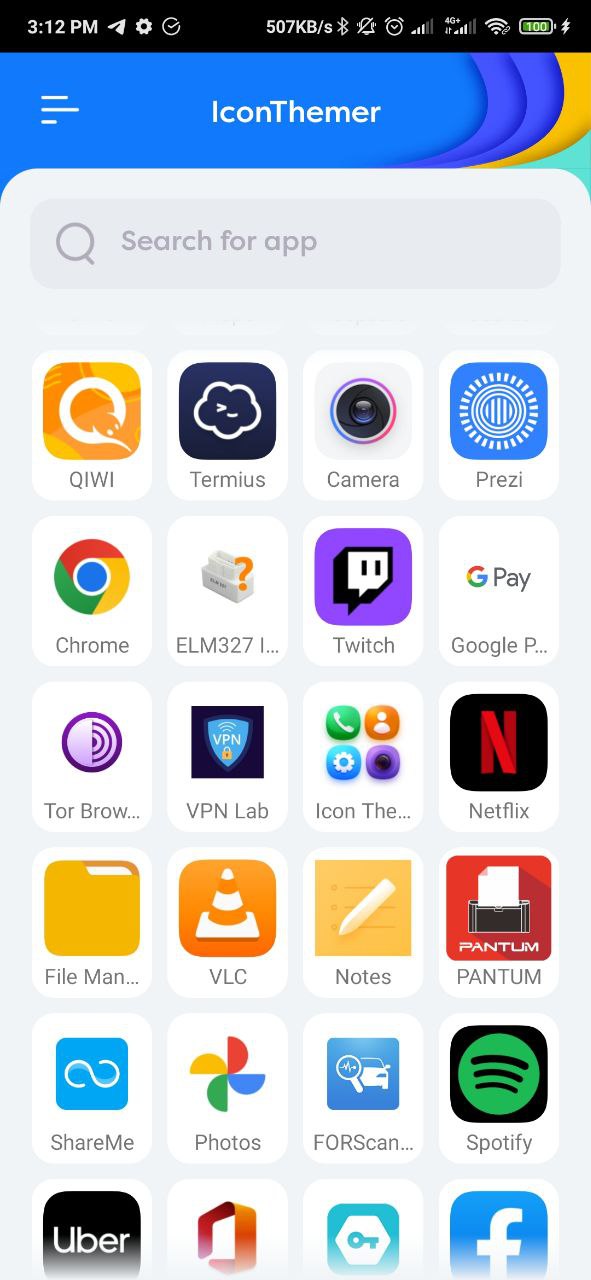 3:12 PM 507KB/s 4G+ 100
IconThemer
Search for app
QIWI Termius Camera Prezi
ELM 327
G Pay
Chrome ELM327 I... Twitch Google P...
VPN
Tor Brow... VPN Lab Icon The... Netflix
PANTUM
File Man... VLC Notes PANTUM
ShareMe Photos FORScan... Spotify
Uber